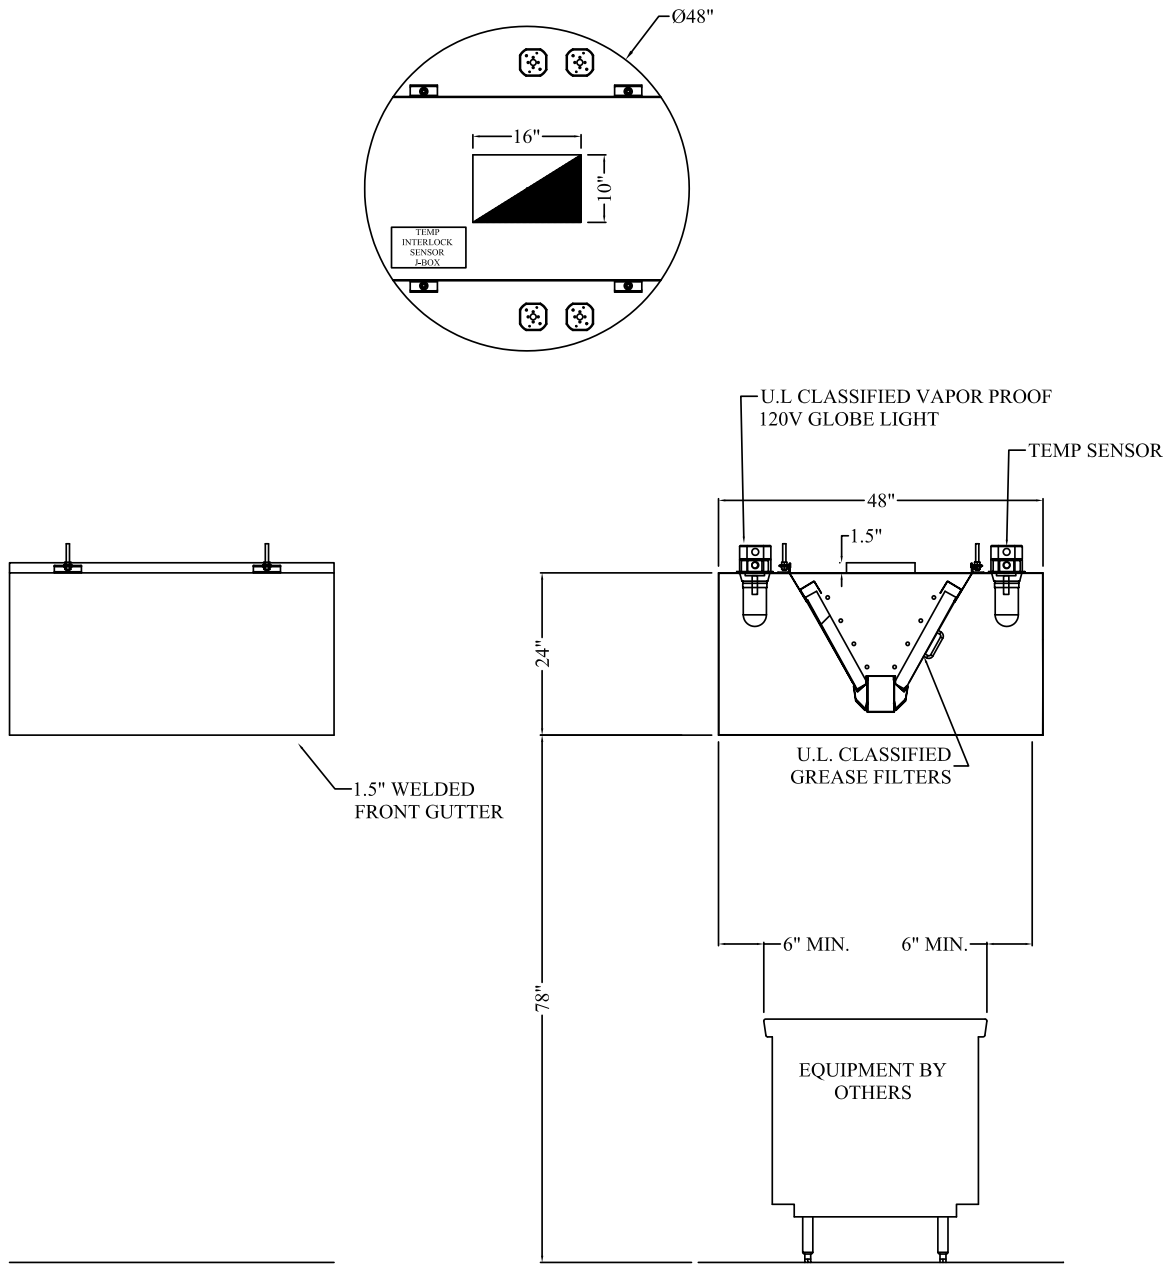 Ø48"
16"
10"
TEMP
INTERLOCK
SENSOR
J-BOX
U.L CLASSIFIED VAPOR PROOF
120V GLOBE LIGHT
TEMP SENSOR
48"
1.5"
24"
U.L. CLASSIFIED
GREASE FILTERS
1.5" WELDED
FRONT GUTTER
6" MIN.
6" MIN.
78"
EQUIPMENT BY
OTHERS